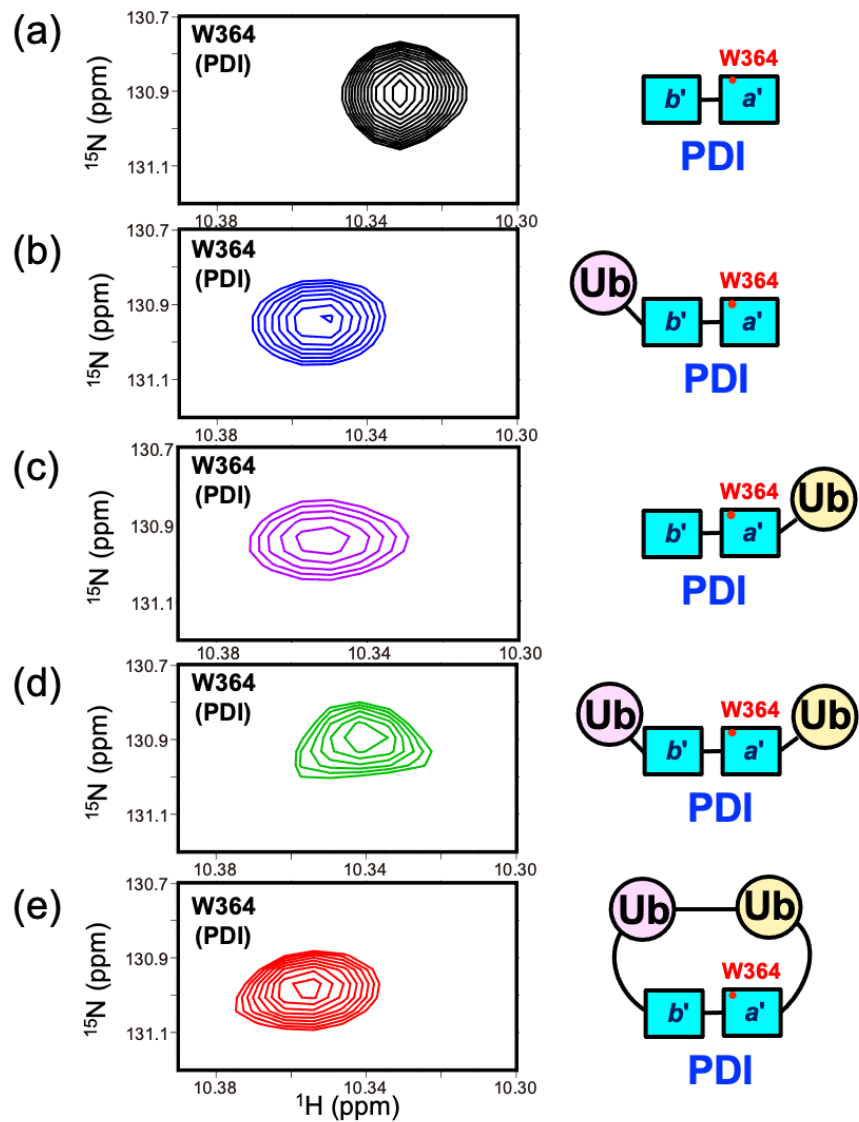 (a)
W364
(PDI)
130.7
130.9
131.1
15N (ppm)
10.38
10.34
10.30
W364
b'
a'
PDI
(b)
W364
(PDI)
130.7
130.9
131.1
15N (ppm)
10.38
10.34
10.30
Ub
W364
b'
a'
PDI
(c)
W364
(PDI)
130.7
130.9
131.1
15N (ppm)
10.38
10.34
10.30
W364
Ub
b'
a'
PDI
(d)
W364
(PDI)
130.7
130.9
131.1
15N (ppm)
10.38
10.34
10.30
Ub
W364
Ub
b'
a'
PDI
(e)
W364
(PDI)
130.7
130.9
131.1
15N (ppm)
10.38
10.34
10.30
1H (ppm)
Ub
Ub
W364
b'
a'
PDI